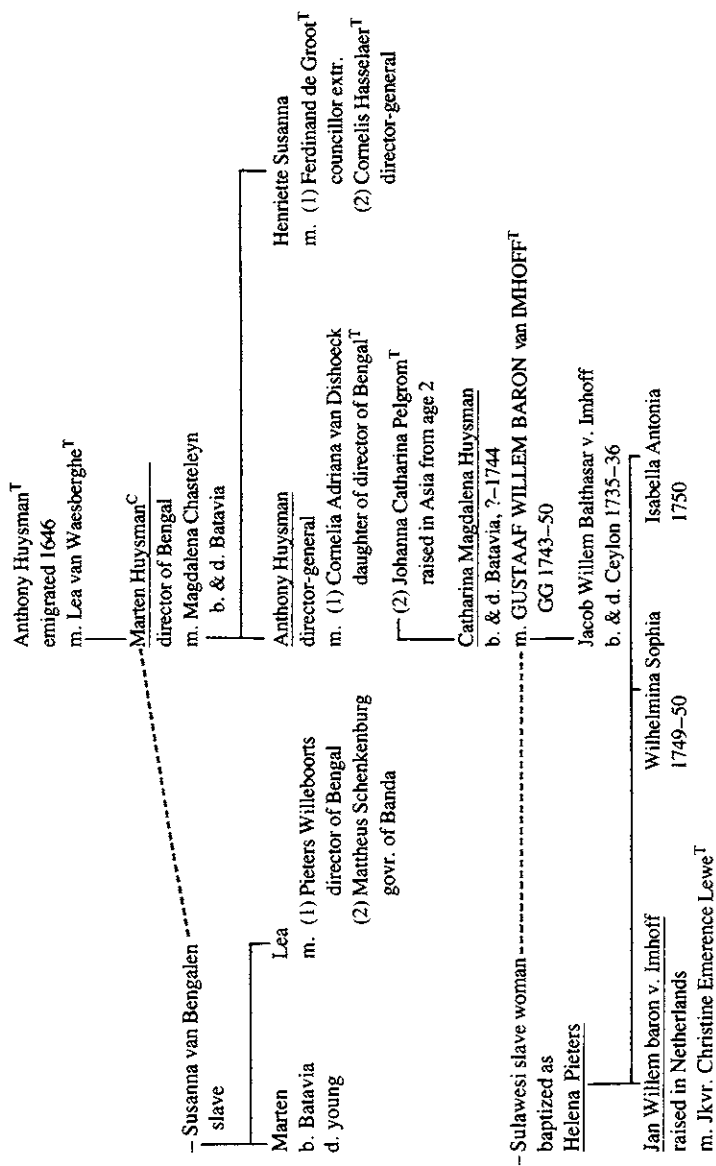 Anthony Huysman^T
emigrated 1646
m. Lea van Waesberghe^T
– Susanna van Bengalen
slave
Marten Huysman^C
director of Bengal
m. Magdalena Chasteleyn
b. & d. Batavia
Marten
b. Batavia
d. young
Lea
m. (1) Pieters Willeboorts
director of Bengal
(2) Mattheus Schenkenburg
govr. of Banda
Anthony Huysman
director-general
m. (1) Cornelia Adriana van Dishoeck
daughter of director of Bengal^T
Henriette Susanna
m. (1) Ferdinand de Groot^T
councillor extr.
(2) Cornelis Hasselaer^T
director-general
(2) Johanna Catharina Pelgrom^T
raised in Asia from age 2
Catharina Magdalena Huysman
b. & d. Batavia, ?–1744
– Sulawesi slave woman
baptized as
Helena Pieters
m. GUSTAAF WILLEM BARON van IMHOFF^T
GG 1743–50
Jacob Willem Balthasar v. Imhoff
b. & d. Ceylon 1735–36
Jan Willem baron v. Imhoff
raised in Netherlands
m. Jkvr. Christine Emerence Lewe^T
Wilhelmina Sophia
1749–50
Isabella Antonia
1750